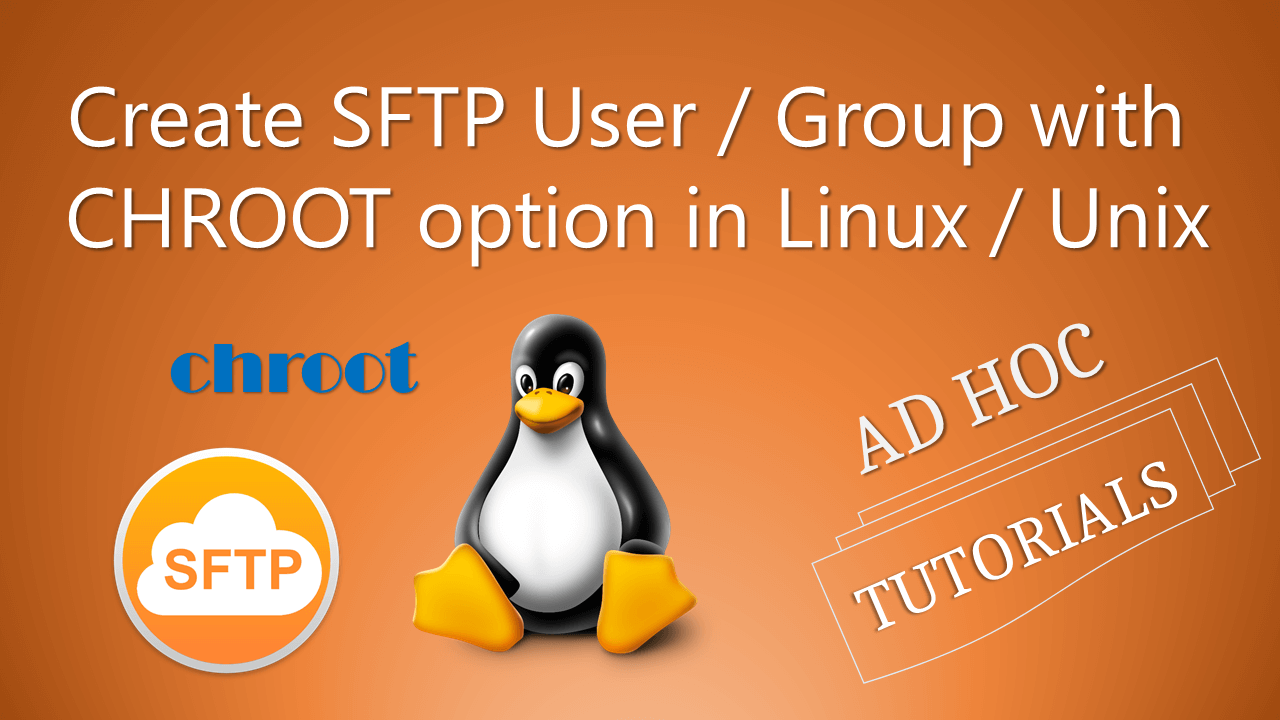 Create SFTP User / Group with
CHROOT option in Linux / Unix
chroot
AD HOC
SFTP
TUTORIALS